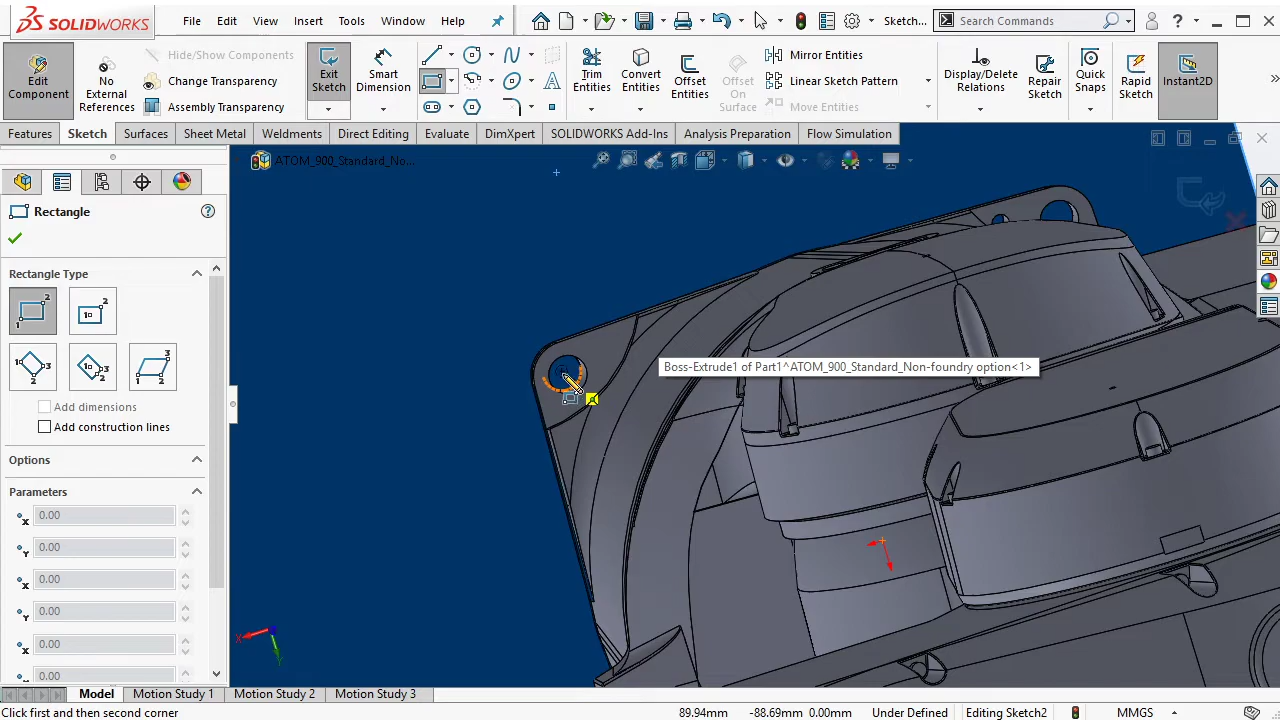 SOLIDWORKS
File Edit View Insert Tools Window Help
Sketch...
Search Commands
Edit Component
No External References
Hide/Show Components
Change Transparency
Assembly Transparency
Exit Sketch
Smart Dimension
Trim Entities
Convert Entities
Offset Entities
Offset On Surface
Mirror Entities
Linear Sketch Pattern
Move Entities
Display/Delete Relations
Repair Sketch
Quick Snaps
Rapid Sketch
Instant2D
Features Sketch Surfaces Sheet Metal Weldments Direct Editing Evaluate DimXpert SOLIDWORKS Add-Ins Analysis Preparation Flow Simulation
ATOM_900_Standard_No...
Rectangle
Rectangle Type
Add dimensions
Add construction lines
Options
Parameters
0.00
0.00
0.00
0.00
0.00
0.00
Boss-Extrude1 of Part1^ATOM_900_Standard_Non-foundry option<1>
X
Y
Model Motion Study 1 Motion Study 2 Motion Study 3
Click first and then second corner
89.94mm -88.69mm 0.00mm Under Defined Editing Sketch2 MMGS